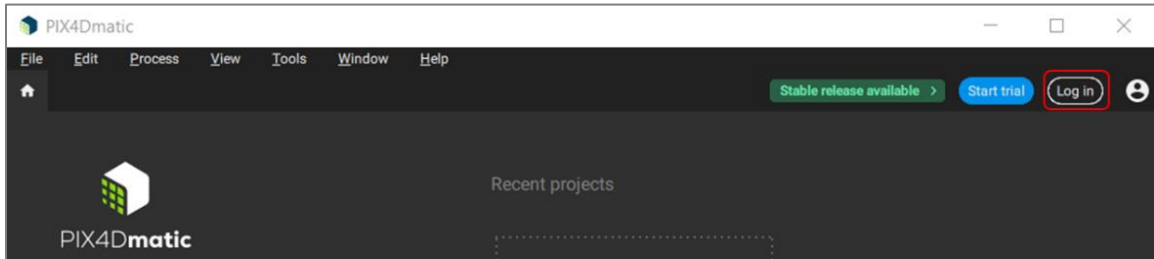 PIX4Dmatic
File Edit Process View Tools Window Help
Stable release available > Start trial Log in
Recent projects
PIX4Dmatic